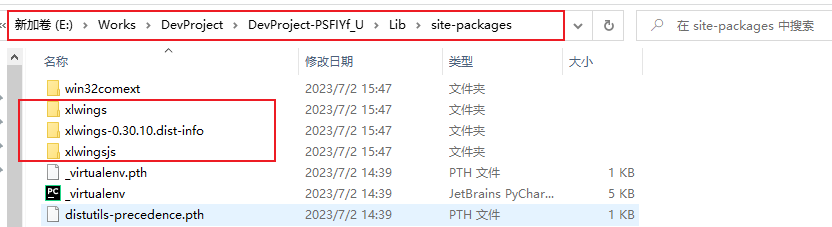 « 新加卷 (E:) > Works > DevProject > DevProject-PSFIYf_U > Lib > site-packages 在 site-packages 中搜索
名称 修改日期 类型 大小
win32comext 2023/7/2 15:47 文件夹
xlwings 2023/7/2 15:47 文件夹
xlwings-0.30.10.dist-info 2023/7/2 15:47 文件夹
xlwingsjs 2023/7/2 15:47 文件夹
_virtualenv.pth 2023/7/2 14:39 PTH 文件 1 KB
_virtualenv 2023/7/2 14:39 JetBrains PyChar... 5 KB
distutils-precedence.pth 2023/7/2 14:39 PTH 文件 1 KB